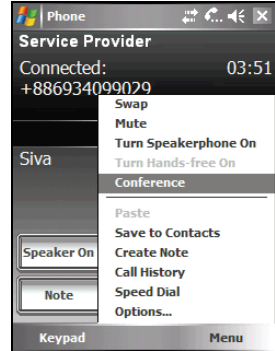 Phone
Service Provider
Connected: 03:51
+886934099029
Siva
Swap
Mute
Turn Speakerphone On
Turn Hands-free On
Conference
Paste
Save to Contacts
Create Note
Call History
Speed Dial
Options...
Speaker On
Note
Keypad Menu